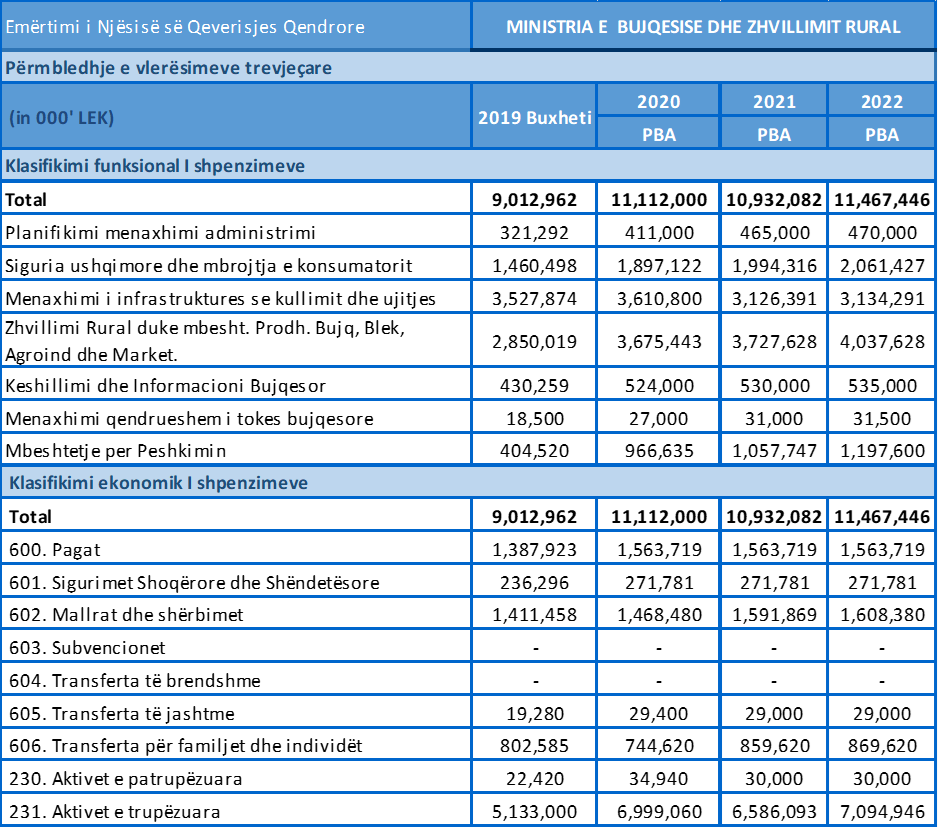 Emërtimi i Njësisë së Qeverisjes Qendrore MINISTRIA E BUJQESISE DHE ZHVILLIMIT RURAL
Përmbledhje e vlerësimeve trevjeçare
(in 000' LEK) 2019 Buxheti 2020 2021 2022
PBA PBA PBA
Klasifikimi funksional I shpenzimeve
Total 9,012,962 11,112,000 10,932,082 11,467,446
Planifikimi menaxhimi administrimi 321,292 411,000 465,000 470,000
Siguria ushqimore dhe mbrojtja e konsumatorit 1,460,498 1,897,122 1,994,316 2,061,427
Menaxhimi i infrastruktures se kullimit dhe ujitjes 3,527,874 3,610,800 3,126,391 3,134,291
Zhvillimi Rural duke mbesht. Prodh. Bujq, Blek,
Agroind dhe Market. 2,850,019 3,675,443 3,727,628 4,037,628
Keshillimi dhe Informacioni Bujqesor 430,259 524,000 530,000 535,000
Menaxhimi qendrueshem i tokes bujqesore 18,500 27,000 31,000 31,500
Mbeshtetje per Peshkimin 404,520 966,635 1,057,747 1,197,600
Klasifikimi ekonomik I shpenzimeve
Total 9,012,962 11,112,000 10,932,082 11,467,446
600. Pagat 1,387,923 1,563,719 1,563,719 1,563,719
601. Sigurimet Shoqërore dhe Shëndetësore 236,296 271,781 271,781 271,781
602. Mallrat dhe shërbimet 1,411,458 1,468,480 1,591,869 1,608,380
603. Subvencionet - - - -
604. Transferta të brendshme - - - -
605. Transferta të jashtme 19,280 29,400 29,000 29,000
606. Transferta për familjet dhe individët 802,585 744,620 859,620 869,620
230. Aktivet e patrupëzuara 22,420 34,940 30,000 30,000
231. Aktivet e trupëzuara 5,133,000 6,999,060 6,586,093 7,094,946